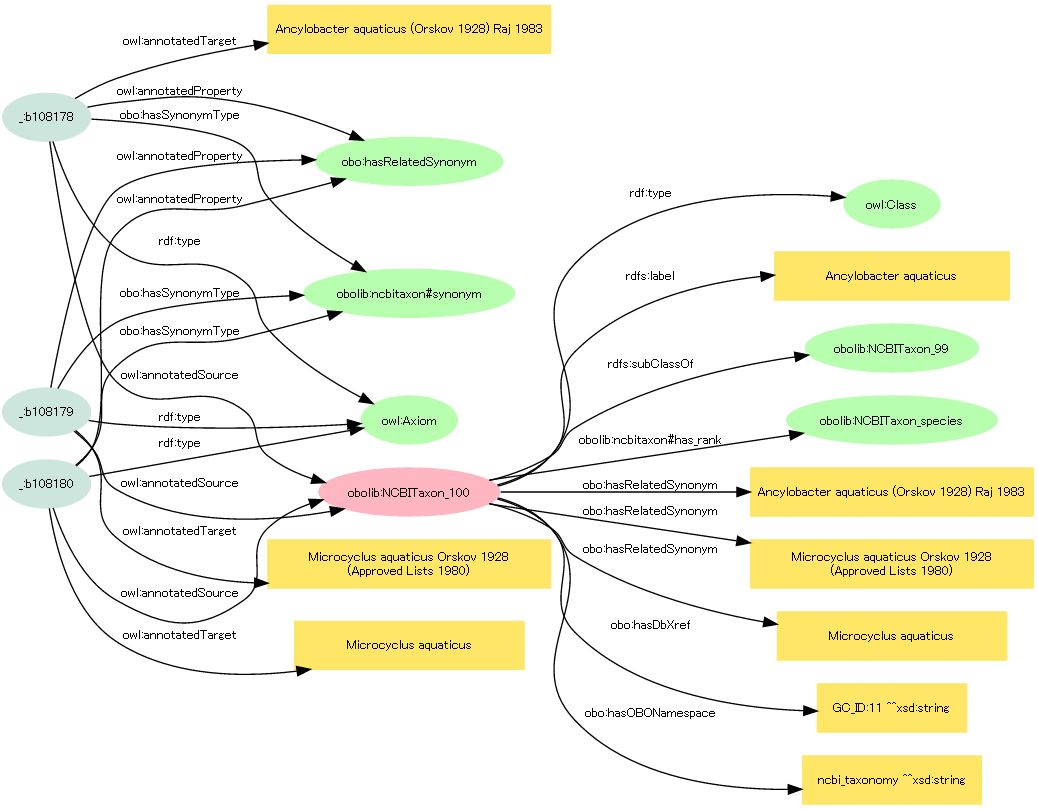 Ancylobacter aquaticus (Orskov 1928) Raj 1983
owl:annotatedTarget
owl:annotatedProperty
_:b108178
obo:hasSynonymType
owl:annotatedProperty
obo:hasRelatedSynonym
owl:annotatedProperty
rdf:type
rdf:type
owl:Class
rdfs:label
Ancylobacter aquaticus
obo:hasSynonymType
obolib:ncbitaxon#synonym
obo:hasSynonymType
obolib:NCBITaxon_99
rdfs:subClassOf
owl:annotatedSource
_:b108179
rdf:type
owl:Axiom
obolib:NCBITaxon_species
rdf:type
obolib:ncbitaxon#has_rank
_:b108180
owl:annotatedSource
obolib:NCBITaxon_100
obo:hasRelatedSynonym
Ancylobacter aquaticus (Orskov 1928) Raj 1983
obo:hasRelatedSynonym
owl:annotatedTarget
obo:hasRelatedSynonym
Microcyclus aquaticus Orskov 1928
(Approved Lists 1980)
Microcyclus aquaticus Orskov 1928
(Approved Lists 1980)
owl:annotatedSource
obo:hasDbXref
owl:annotatedTarget
Microcyclus aquaticus
Microcyclus aquaticus
GC_ID:11 ^^xsd:string
obo:hasOBONamespace
ncbi_taxonomy ^^xsd:string